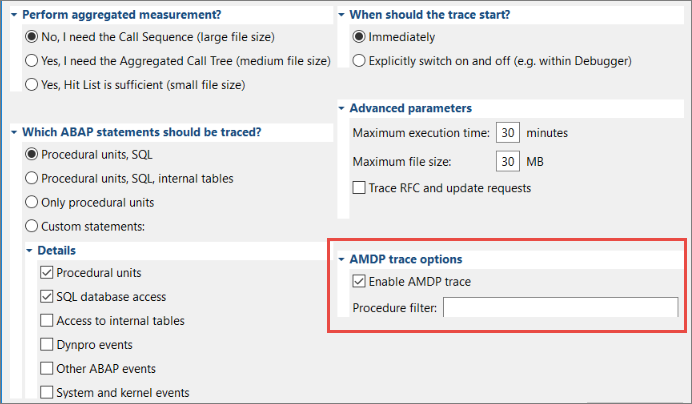 Perform aggregated measurement?
No, I need the Call Sequence (large file size)
Yes, I need the Aggregated Call Tree (medium file size)
Yes, Hit List is sufficient (small file size)
Which ABAP statements should be traced?
Procedural units, SQL
Procedural units, SQL, internal tables
Only procedural units
Custom statements:
Details
Procedural units
SQL database access
Access to internal tables
Dynpro events
Other ABAP events
System and kernel events
When should the trace start?
Immediately
Explicitly switch on and off (e.g. within Debugger)
Advanced parameters
Maximum execution time: 30 minutes
Maximum file size: 30 MB
Trace RFC and update requests
AMDP trace options
Enable AMDP trace
Procedure filter: